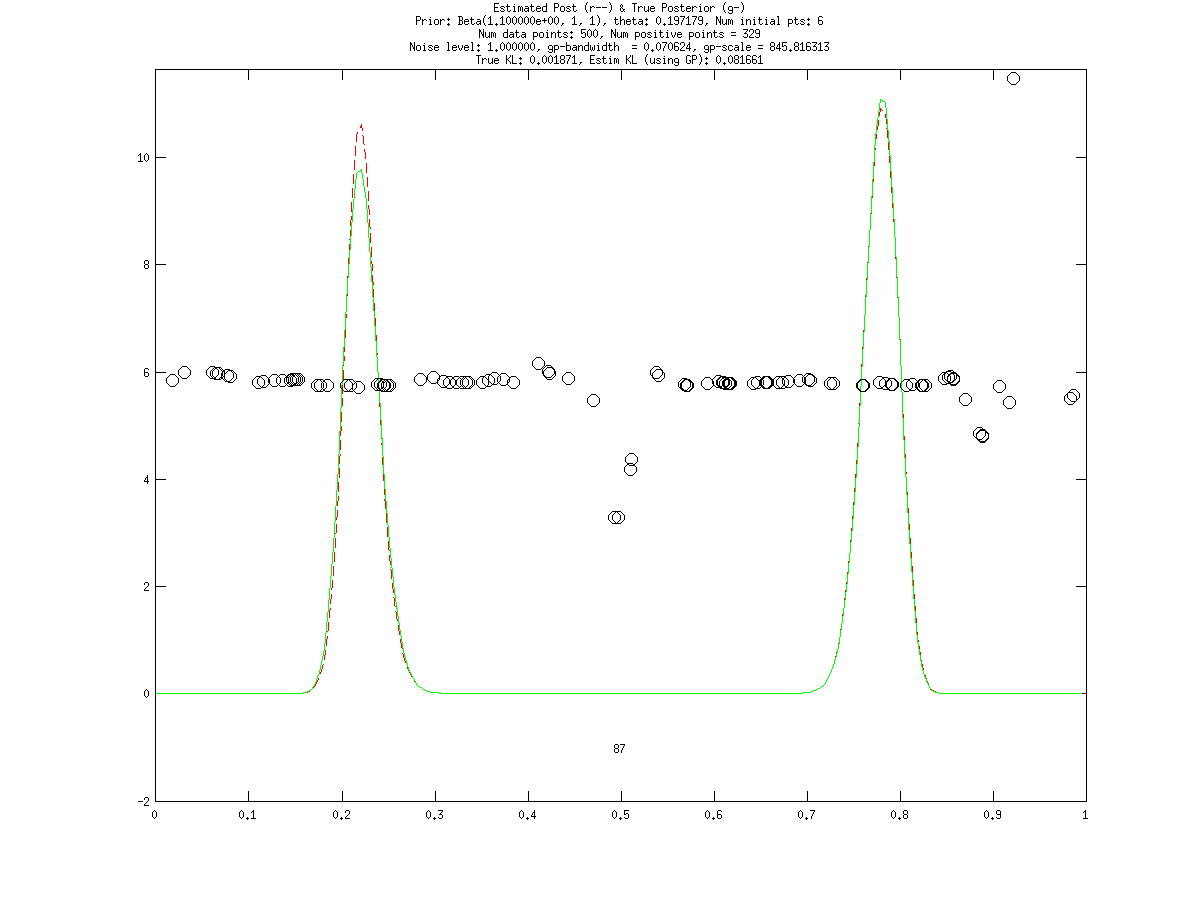 Estimated Post (r--) & True Posterior (g-)
Prior: Beta(1.100000e+00, 1, 1), theta: 0.197179, Num initial pts: 6
Num data points: 500, Num positive points = 329
Noise level: 1.000000, gp-bandwidth  = 0.070624, gp-scale = 845.816313
True KL: 0.001871, Estim KL (using GP): 0.081661
10
8
6
4
2
0
87
-2
0 0.1 0.2 0.3 0.4 0.5 0.6 0.7 0.8 0.9 1